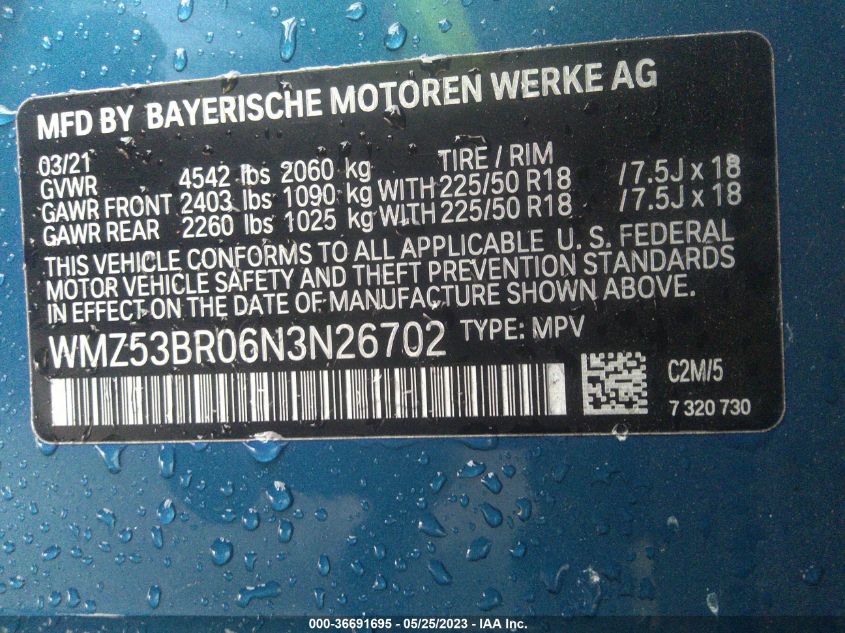 MFD BY BAYERISCHE MOTOREN WERKE AG
03/21 TIRE / RIM
GVWR 4542 lbs 2060 kg
GAWR FRONT 2403 lbs 1090 kg WITH 225/50 R18 /7.5J x 18
GAWR REAR 2260 lbs 1025 kg WITH 225/50 R18 /7.5J x 18
THIS VEHICLE CONFORMS TO ALL APPLICABLE U. S. FEDERAL
MOTOR VEHICLE SAFETY AND THEFT PREVENTION STANDARDS
IN EFFECT ON THE DATE OF MANUFACTURE SHOWN ABOVE.
WMZ53BR06N3N26702 TYPE: MPV
C2M/5
7 320 730
000-36691695 - 05/25/2023 - IAA Inc.